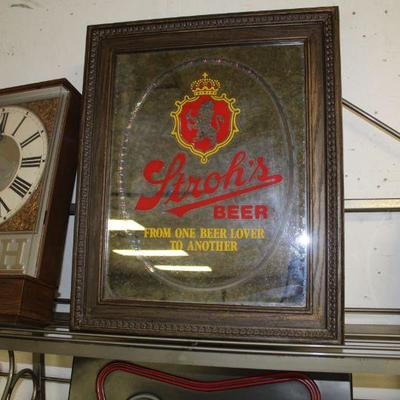 Stroh's
BEER
FROM ONE BEER LOVER
TO ANOTHER
H